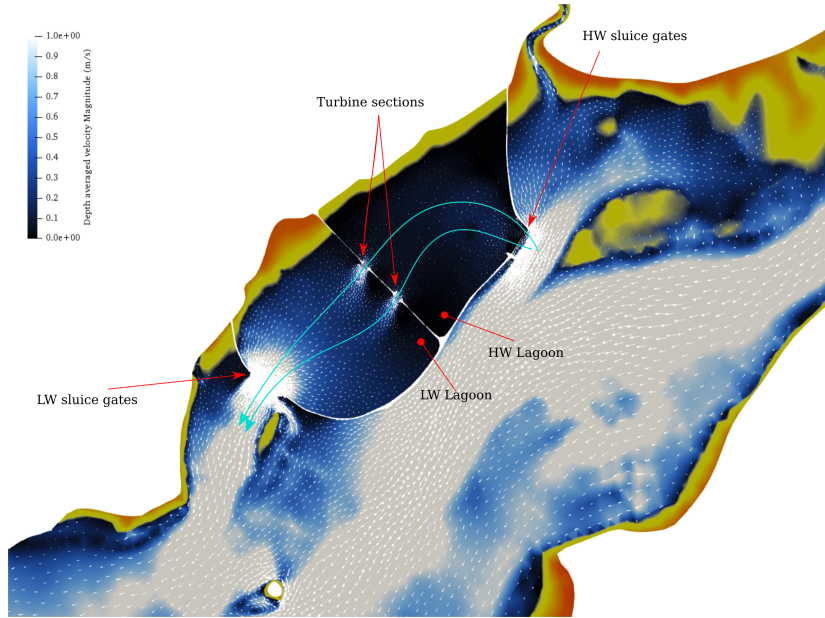 HW sluice gates
1.0e+00
0.9
0.8
0.7
0.6
0.5
0.4
0.3
0.2
0.1
0.0e+00
Depth averaged velocity Magnitude (m/s)
Turbine sections
HW Lagoon
LW Lagoon
LW sluice gates